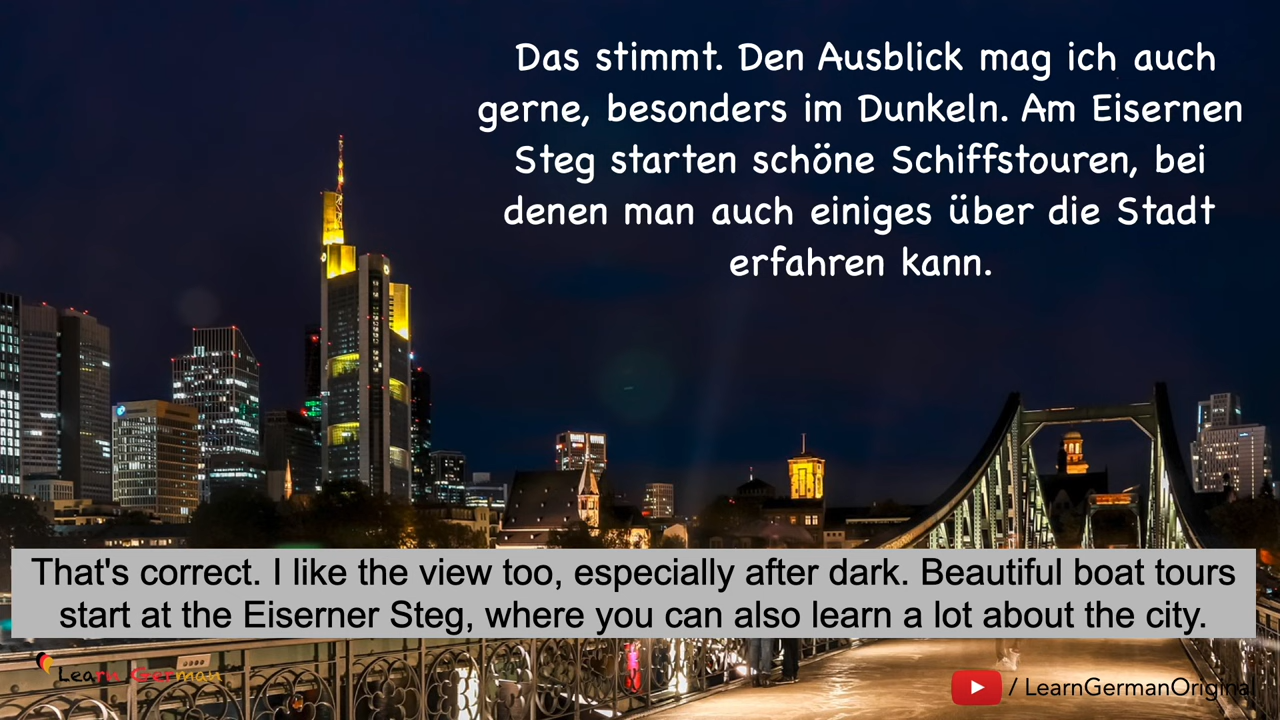 Das stimmt. Den Ausblick mag ich auch
gerne, besonders im Dunkeln. Am Eisernen
Steg starten schöne Schiffstouren, bei
denen man auch einiges über die Stadt
erfahren kann.
That's correct. I like the view too, especially after dark. Beautiful boat tours
start at the Eiserner Steg, where you can also learn a lot about the city.
Learn German
/ LearnGermanOriginal